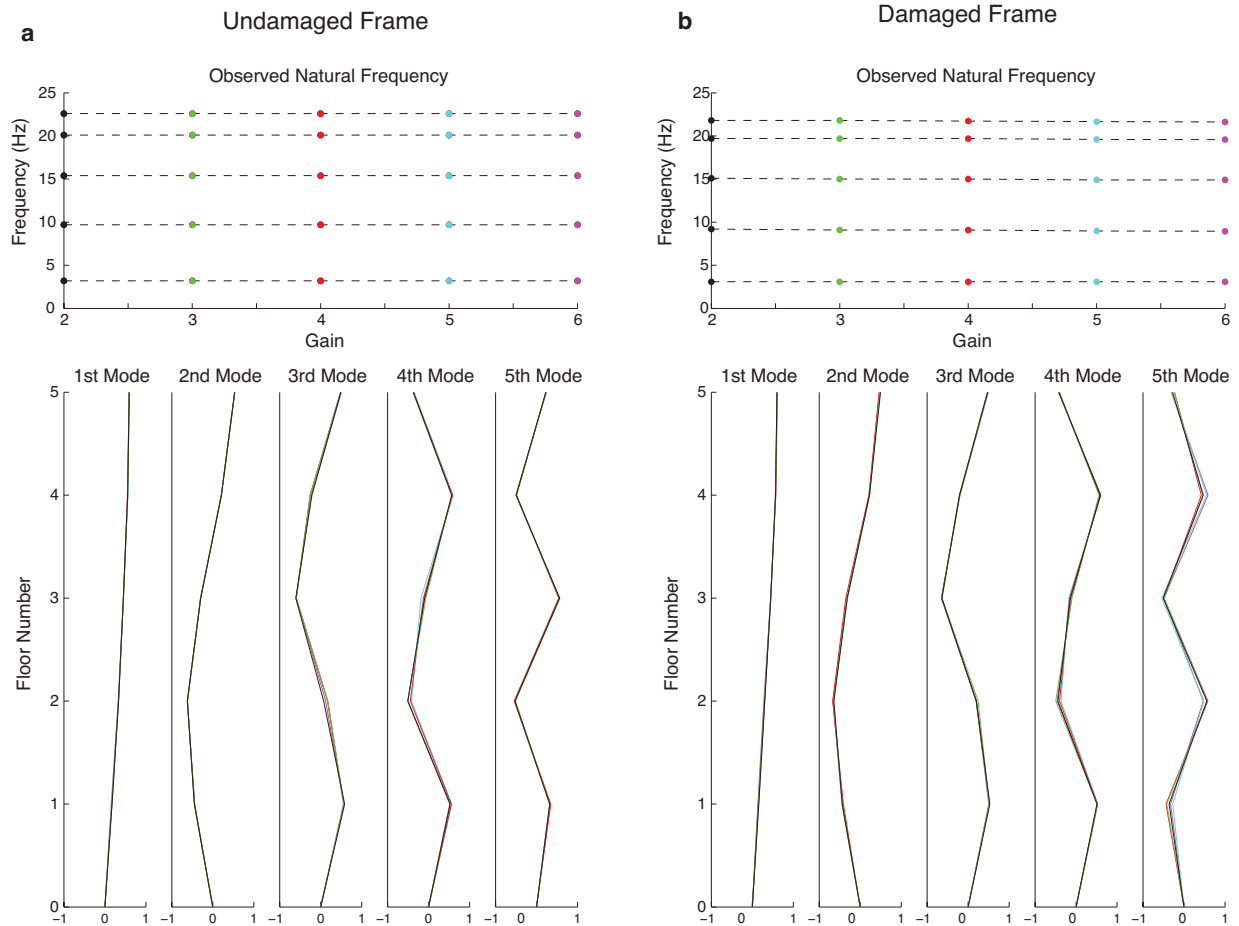 a
Undamaged Frame
Observed Natural Frequency
Frequency (Hz)
25
20
15
10
5
0
2 3 4 5 6
Gain
1st Mode 2nd Mode 3rd Mode 4th Mode 5th Mode
Floor Number
5
4
3
2
1
0
−1 0 1 −1 0 1 −1 0 1 −1 0 1 −1 0 1
b
Damaged Frame
Observed Natural Frequency
Frequency (Hz)
25
20
15
10
5
0
2 3 4 5 6
Gain
1st Mode 2nd Mode 3rd Mode 4th Mode 5th Mode
Floor Number
5
4
3
2
1
0
−1 0 1 −1 0 1 −1 0 1 −1 0 1 −1 0 1